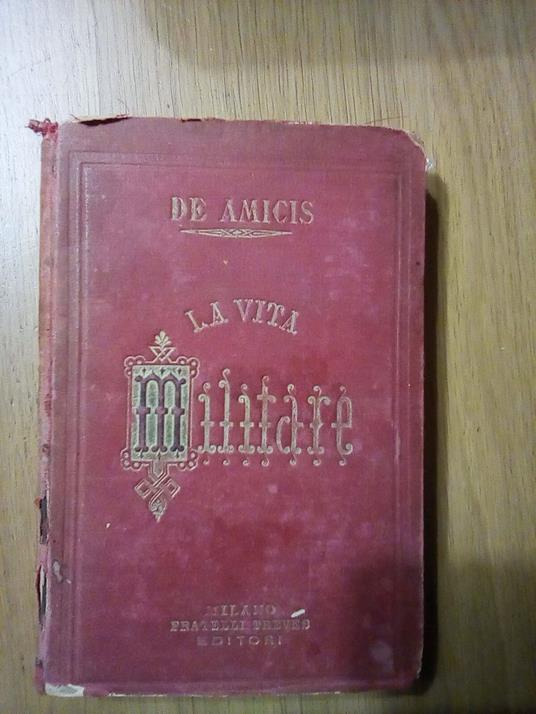 DE AMICIS
LA VITA
Militare
MILANO
FRATELLI TREVES
EDITORI